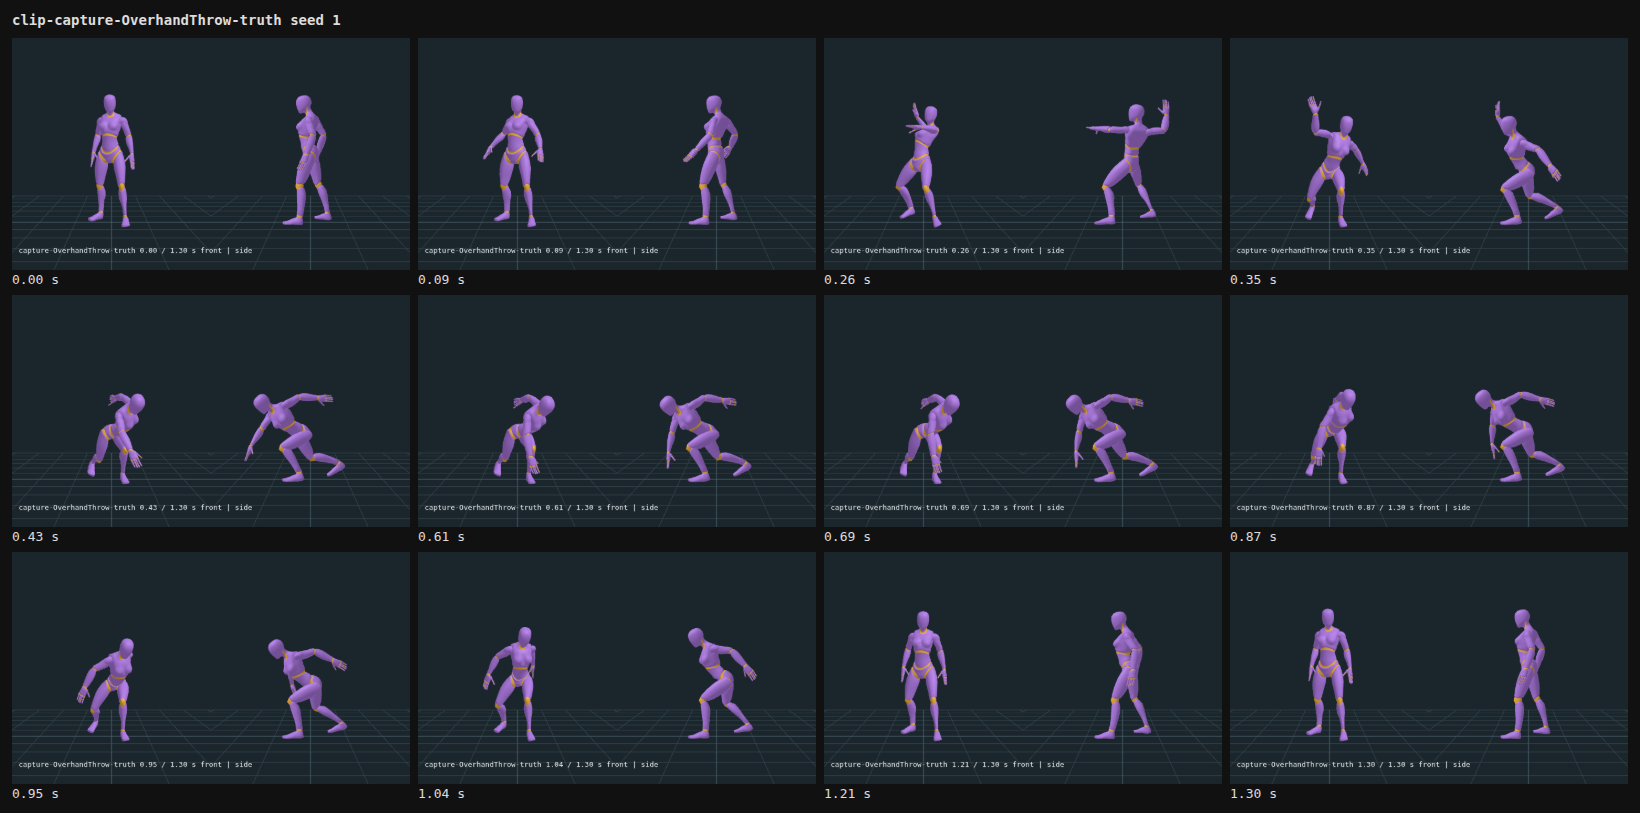 clip-capture-OverhandThrow-truth seed 1
capture-OverhandThrow-truth 0.00 / 1.30 s front | side
capture-OverhandThrow-truth 0.09 / 1.30 s front | side
capture-OverhandThrow-truth 0.26 / 1.30 s front | side
capture-OverhandThrow-truth 0.35 / 1.30 s front | side
0.00 s
0.09 s
0.26 s
0.35 s
capture-OverhandThrow-truth 0.43 / 1.30 s front | side
capture-OverhandThrow-truth 0.61 / 1.30 s front | side
capture-OverhandThrow-truth 0.69 / 1.30 s front | side
capture-OverhandThrow-truth 0.87 / 1.30 s front | side
0.43 s
0.61 s
0.69 s
0.87 s
capture-OverhandThrow-truth 0.95 / 1.30 s front | side
capture-OverhandThrow-truth 1.04 / 1.30 s front | side
capture-OverhandThrow-truth 1.21 / 1.30 s front | side
capture-OverhandThrow-truth 1.30 / 1.30 s front | side
0.95 s
1.04 s
1.21 s
1.30 s